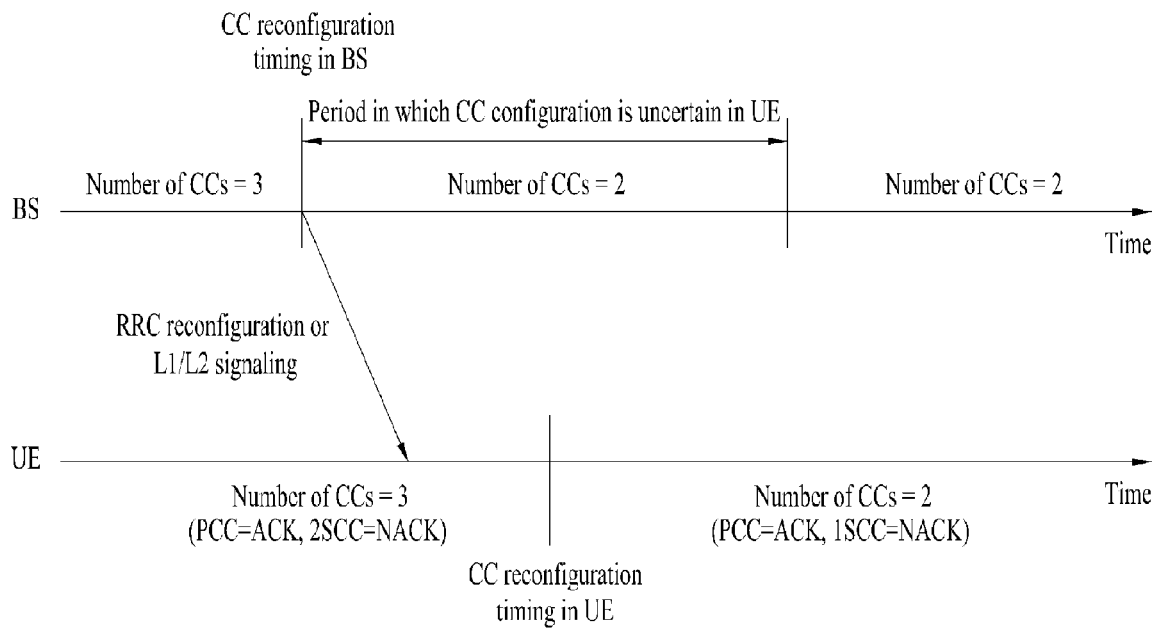 CC reconfiguration
timing in BS
Period in which CC configuration is uncertain in UE
Number of CCs = 3
Number of CCs = 2
Number of CCs = 2
BS
Time
RRC reconfiguration or
L1/L2 signaling
UE
Time
Number of CCs = 3
(PCC=ACK, 2SCC=NACK)
Number of CCs = 2
(PCC=ACK, 1SCC=NACK)
CC reconfiguration
timing in UE